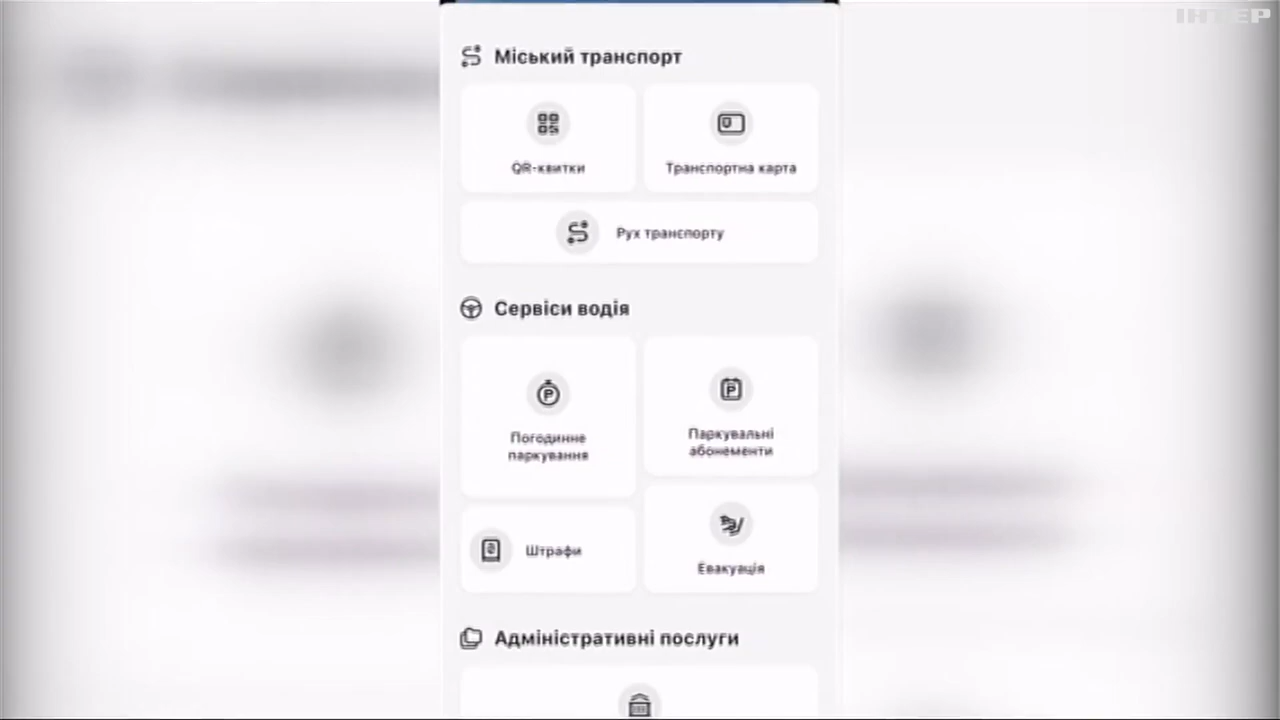 ІНТЕР
Міський транспорт
QR-квитки
Транспортна карта
Рух транспорту
Сервіси водія
Погодинне
паркування
Паркувальні
абонементи
Штрафи
Евакуація
Адміністративні послуги